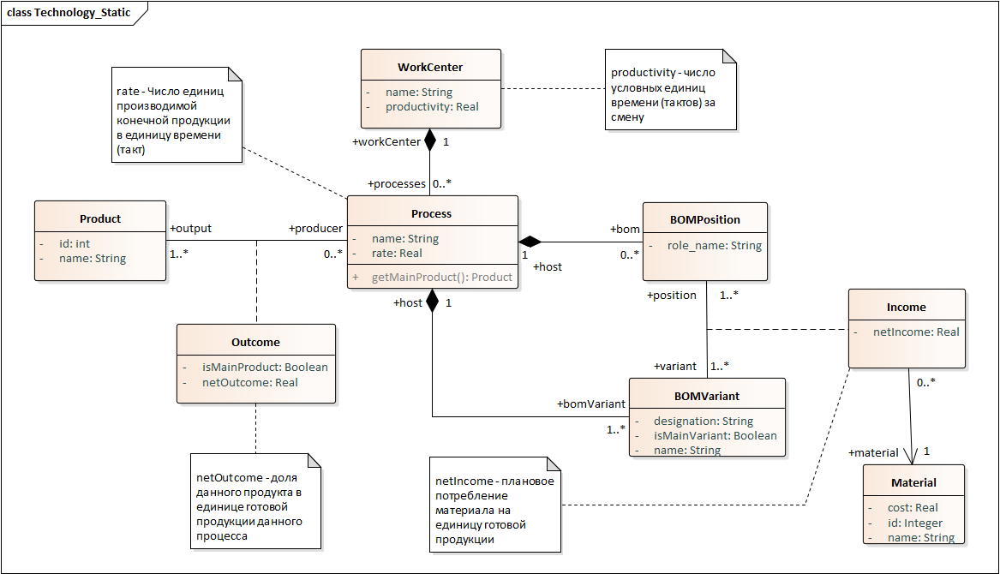 class Technology_Static
WorkCenter
- name: String
- productivity: Real
productivity - число
условных единиц
времени (тактов) за
смену
rate - Число единиц
производимой
конечной продукции
в единицу времени
(такт)
+workCenter 1
+processes 0..*
Product
- id: int
- name: String
+output
1..*
+producer
0..*
Process
- name: String
- rate: Real
+ getMainProduct(): Product
1
+host
+bom
0..*
BOMPosition
- role_name: String
+host 1
+position 1..*
Income
- netIncome: Real
Outcome
- isMainProduct: Boolean
- netOutcome: Real
+variant 1..*
+bomVariant
1..*
BOMVariant
- designation: String
- isMainVariant: Boolean
- name: String
0..*
+material 1
Material
- cost: Real
- id: Integer
- name: String
netOutcome - доля
данного продукта в
единице готовой
продукции данного
процесса
netIncome - плановое
потребление
материала на
единицу готовой
продукции